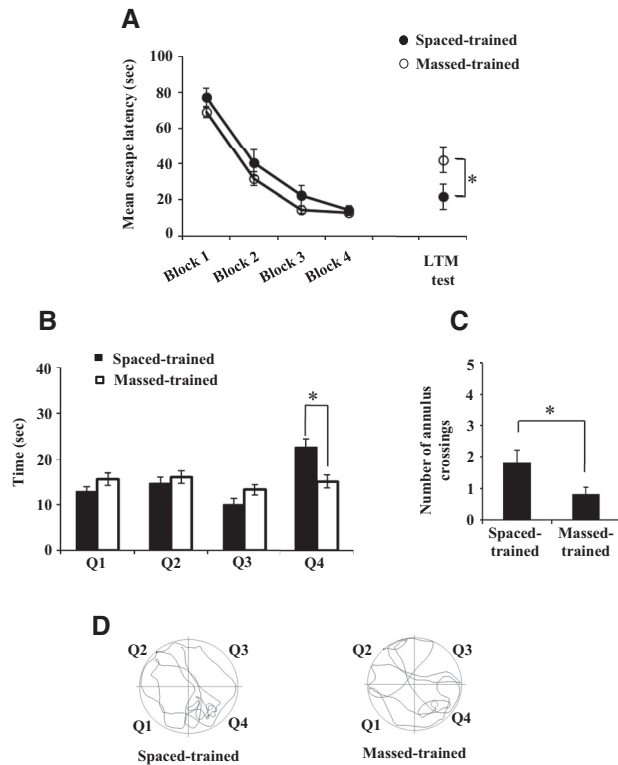 A
Spaced-trained
Massed-trained
Mean escape latency (sec)
100
80
60
40
20
0
*
Block 1
Block 2
Block 3
Block 4
LTM
test
B
Spaced-trained
Massed-trained
Time (sec)
40
30
20
10
0
*
Q1
Q2
Q3
Q4
C
Number of annulus
crossings
5
4
3
2
1
0
*
Spaced-
trained
Massed-
trained
D
Q2
Q3
Q1
Q4
Spaced-trained
Q2
Q3
Q1
Q4
Massed-trained